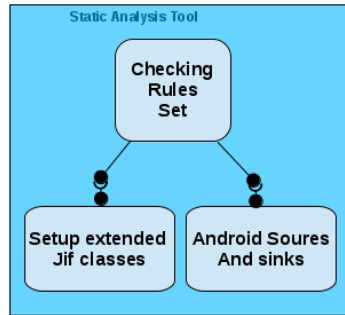 Static Analysis Tool
Checking
Rules
Set
Setup extended
Jif classes
Android Soures
And sinks